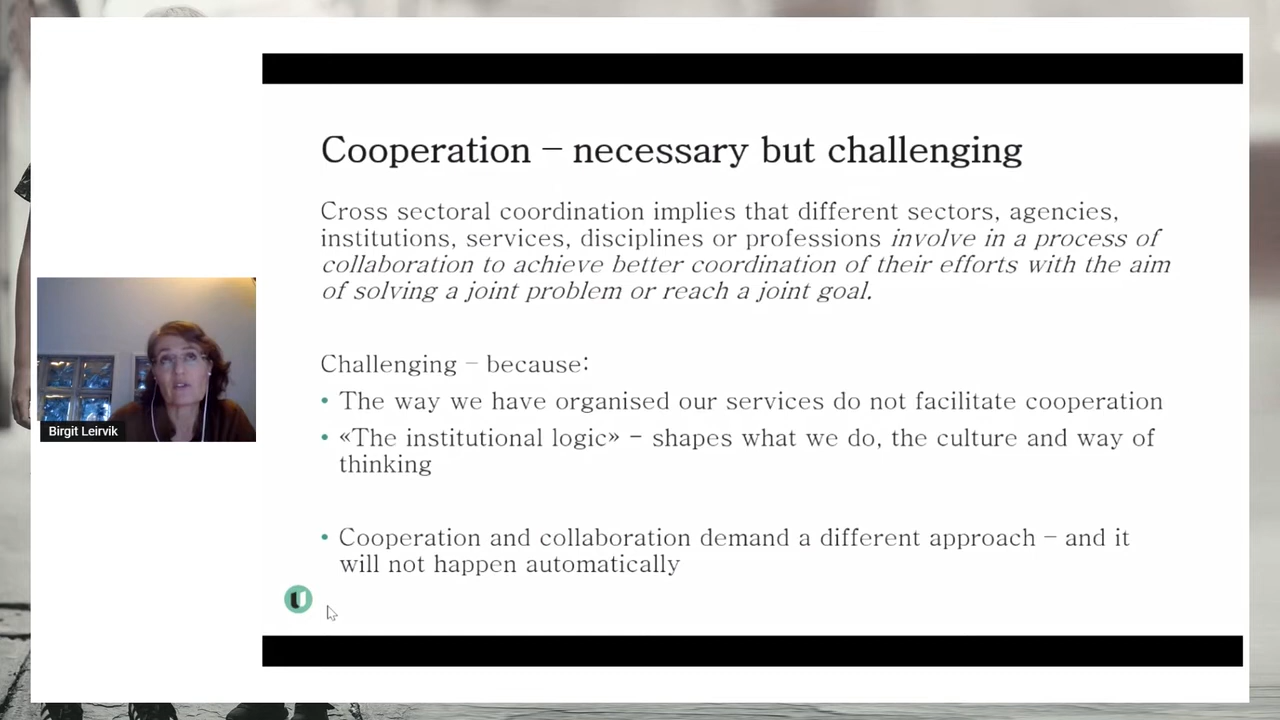 Cooperation – necessary but challenging
Cross sectoral coordination implies that different sectors, agencies,
institutions, services, disciplines or professions involve in a process of
collaboration to achieve better coordination of their efforts with the aim
of solving a joint problem or reach a joint goal.
Challenging – because:
• The way we have organised our services do not facilitate cooperation
• «The institutional logic» – shapes what we do, the culture and way of
thinking
• Cooperation and collaboration demand a different approach – and it
will not happen automatically
Birgit Leirvik